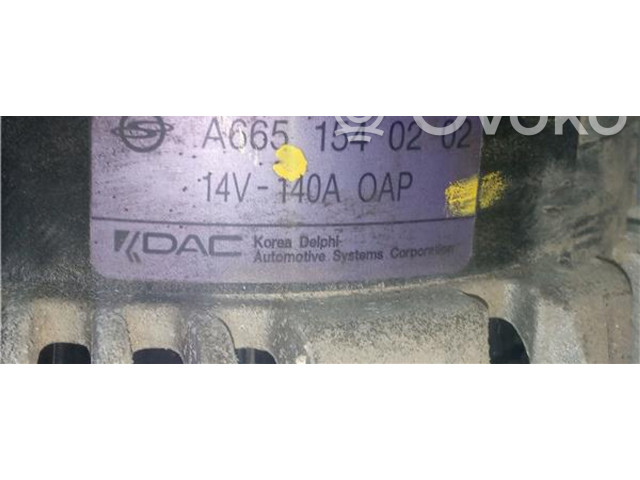 Ovoko
A665 154 02 02
14V-140A OAP
KDAC Korea Delphi
Automotive Systems Corporation